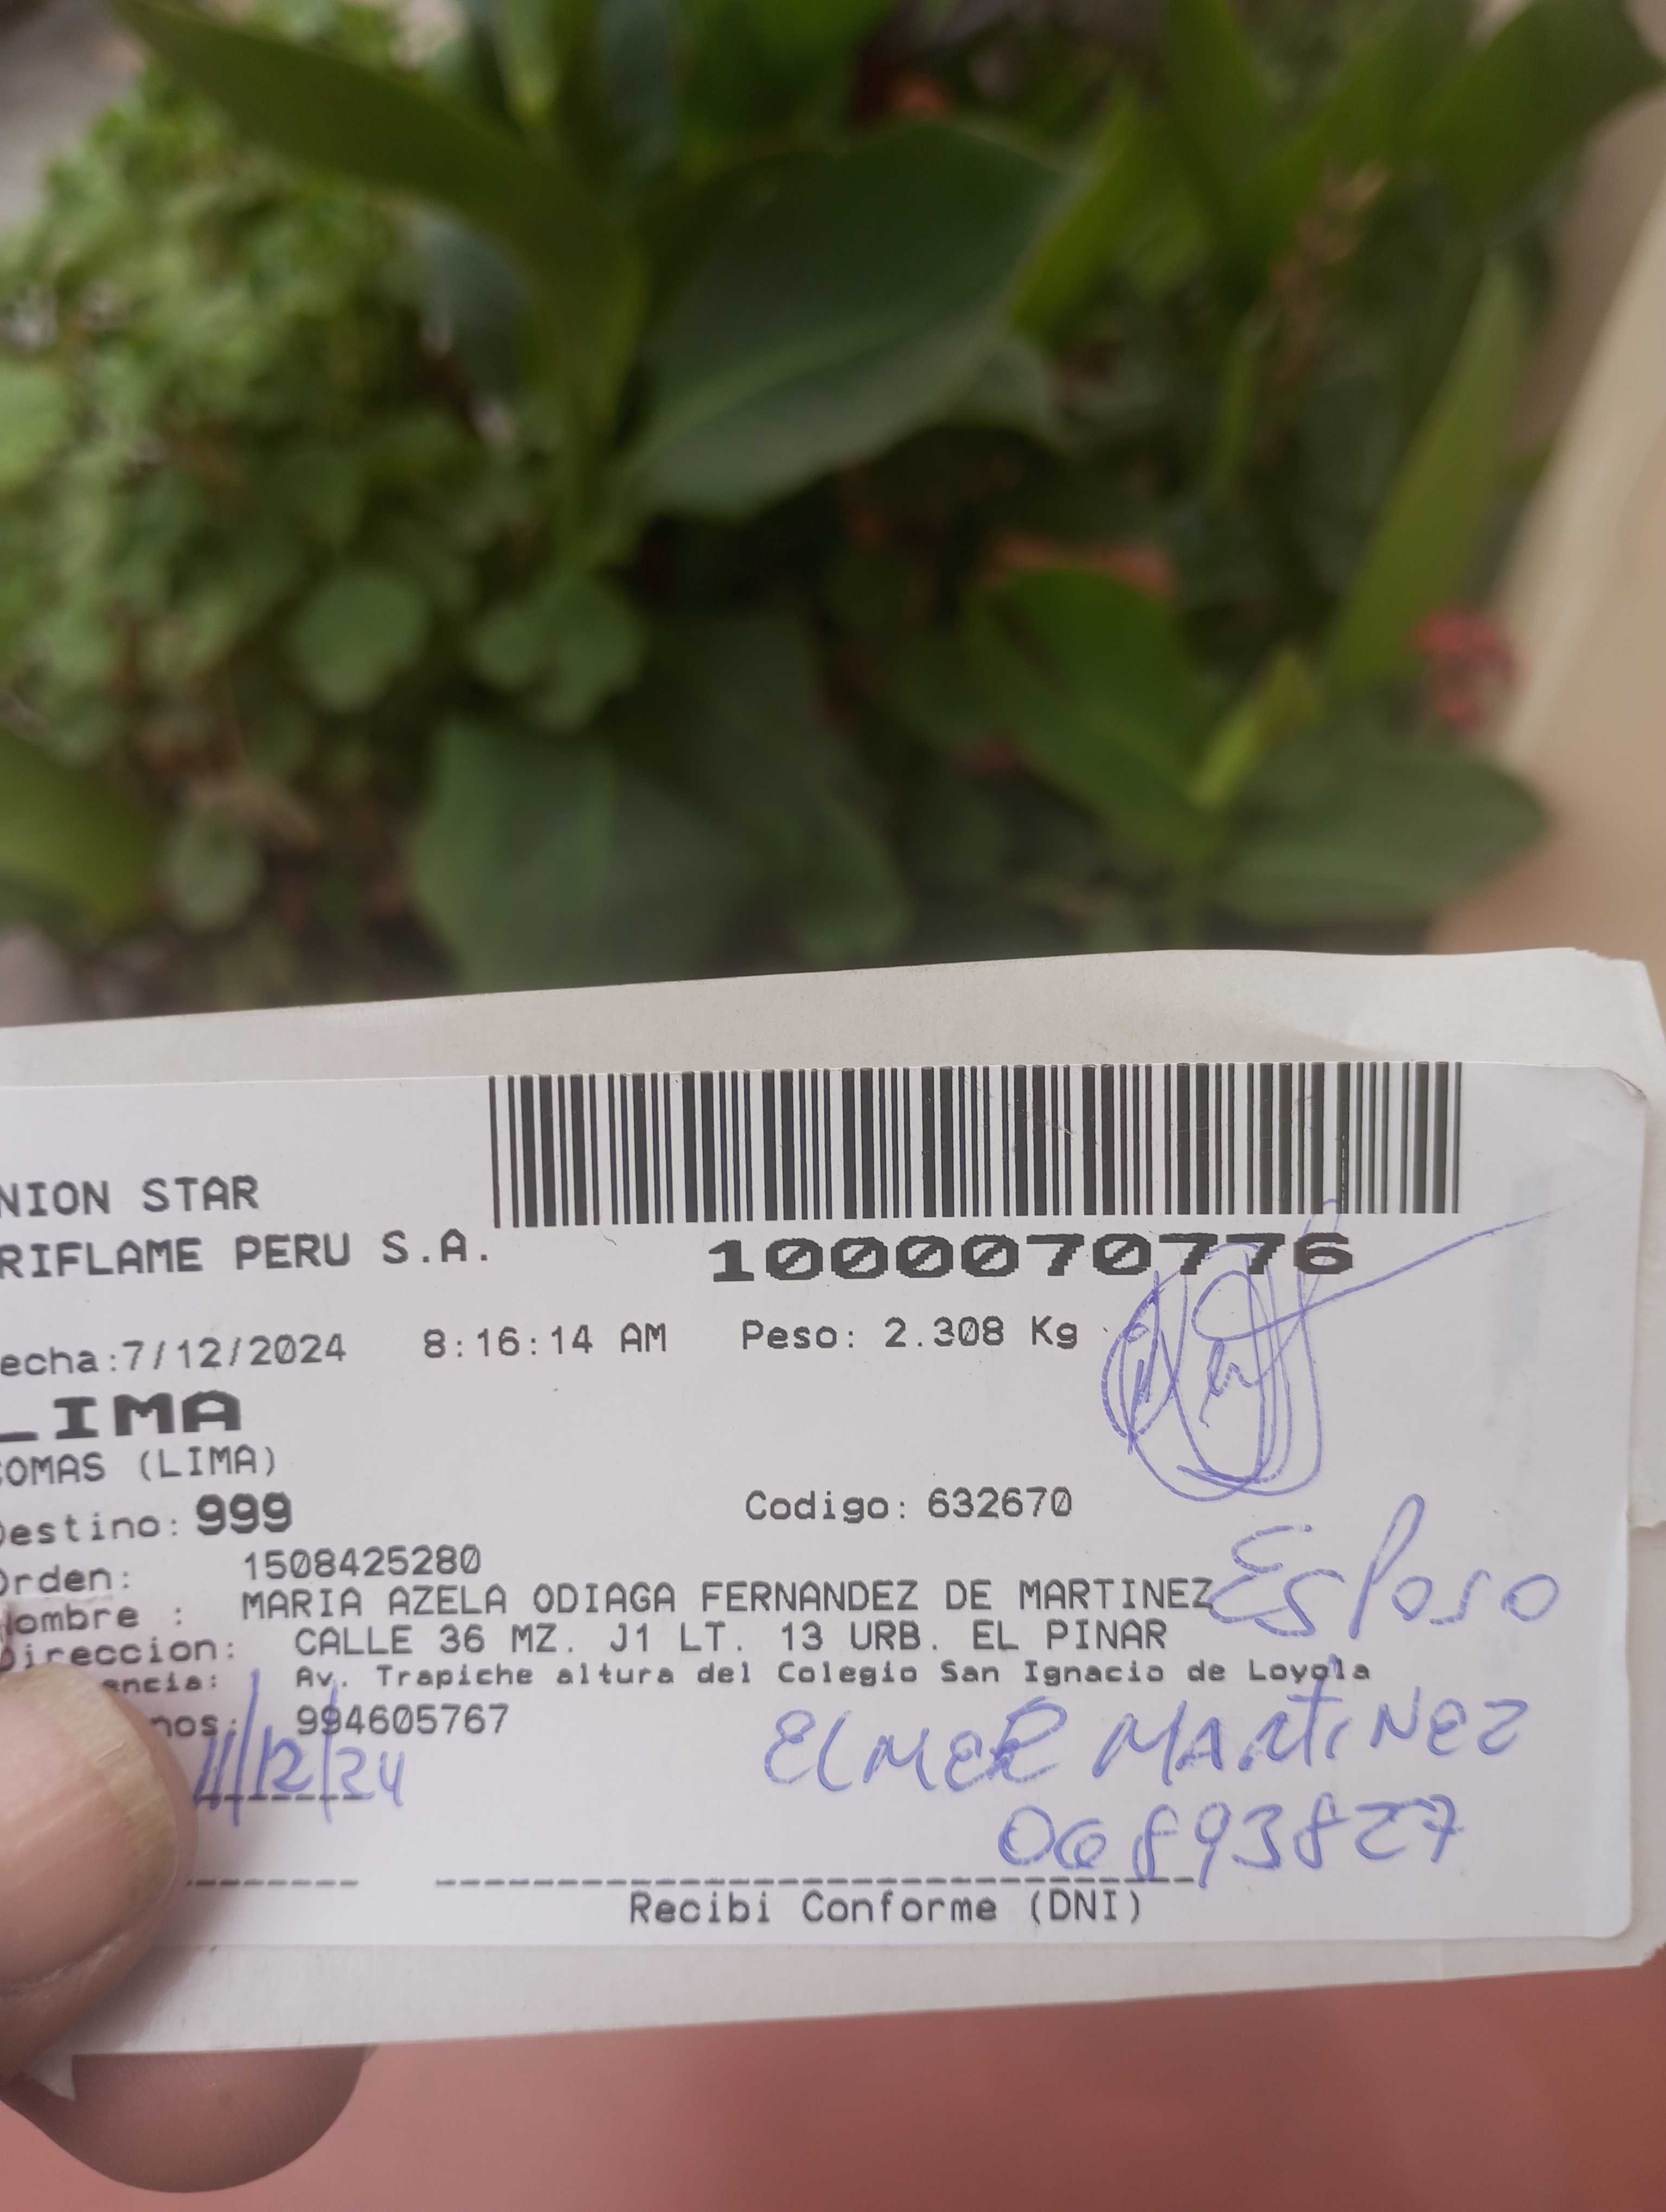 NION STAR
RIFLAME PERU S.A.
1000070776
echa:7/12/2024 8:16:14 AM Peso: 2.308 Kg
LIMA
COMAS (LIMA)
Destino: 999 Codigo: 632670
Orden: 1508425280
Nombre : MARIA AZELA ODIAGA FERNANDEZ DE MARTINEZ
Esposo
Direccion: CALLE 36 MZ. J1 LT. 13 URB. EL PINAR
encia: Av. Trapiche altura del Colegio San Ignacio de Loyola
nos: 994605767
ELMER MARTINEZ
11/12/24
06893827
Recibi Conforme (DNI)